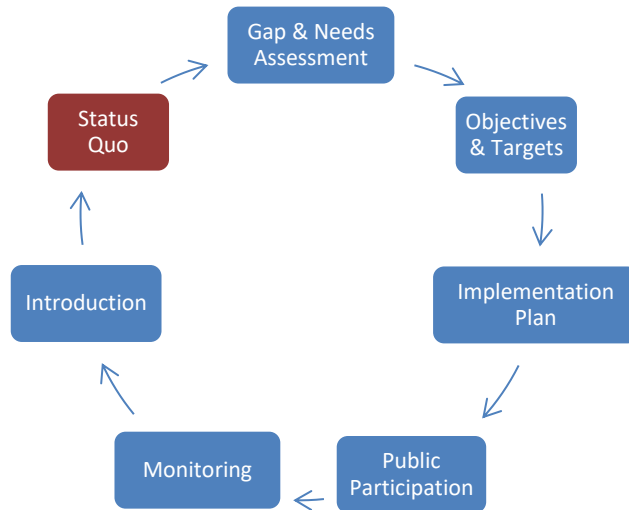 Gap & Needs
Assessment
Status
Quo
Objectives
& Targets
Introduction
Implementation
Plan
Monitoring
Public
Participation